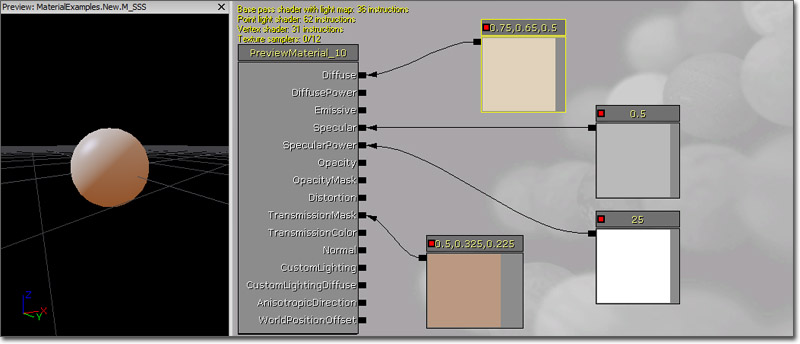 Preview: MaterialExamples.New.M_SSS
Base pass shader with light map: 36 instructions
Point light shader: 62 instructions
Vertex shader: 31 instructions
Texture samplers: 0/12
PreviewMaterial_10
Diffuse
DiffusePower
Emissive
Specular
SpecularPower
Opacity
OpacityMask
Distortion
TransmissionMask
TransmissionColor
Normal
CustomLighting
CustomLightingDiffuse
AnisotropicDirection
WorldPositionOffset
0.75,0.65,0.5
0.5
25
0.5,0.325,0.225
Z
X
Y